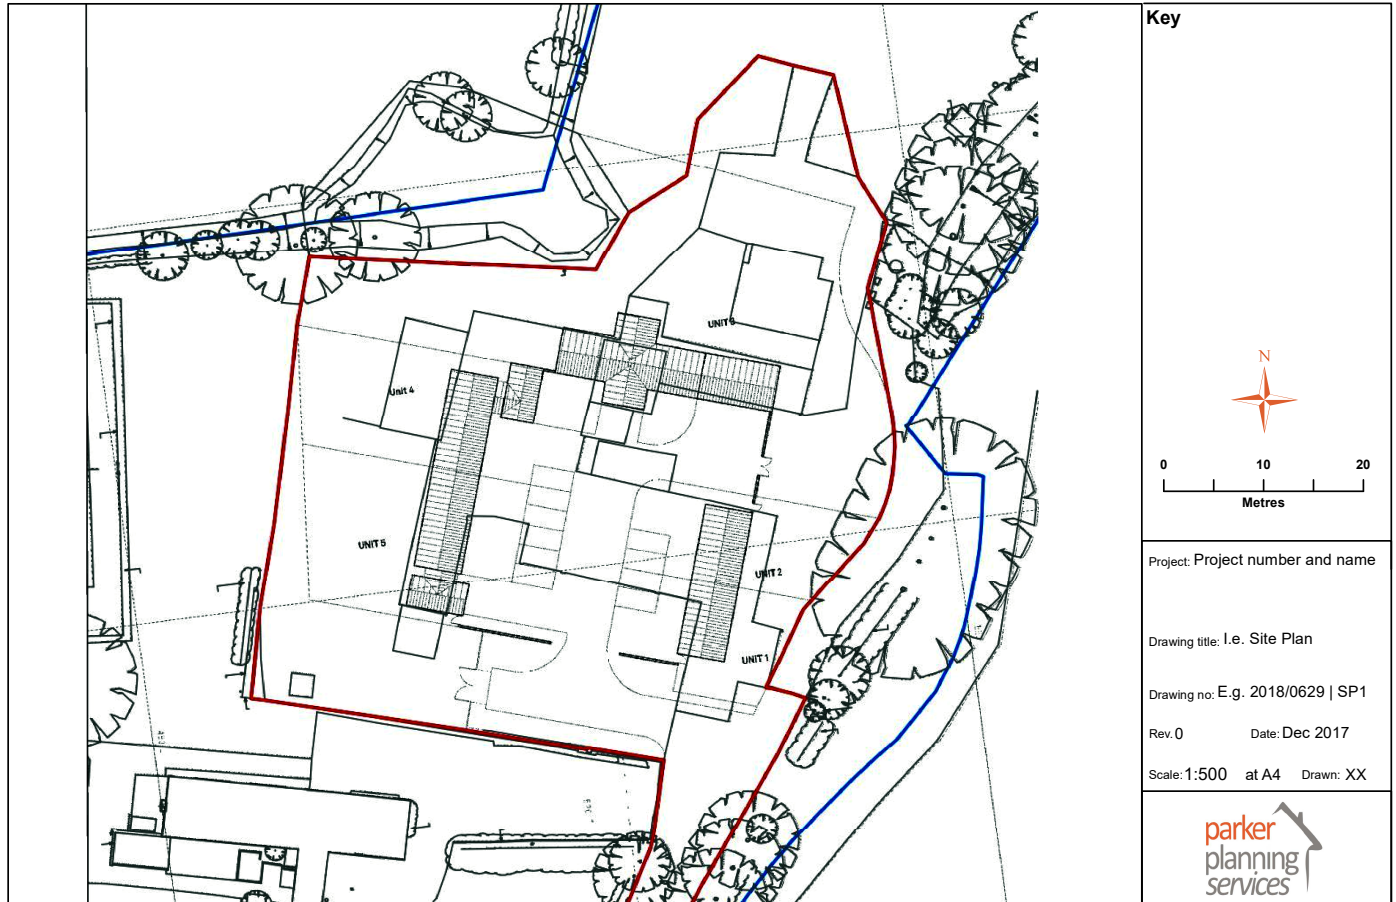 Key
UNIT 3
Unit 4
UNIT 5
UNIT 2
UNIT 1
N
0 10 20
Metres
Project: Project number and name
Drawing title: I.e. Site Plan
Drawing no: E.g. 2018/0629 | SP1
Rev. 0 Date: Dec 2017
Scale: 1:500 at A4 Drawn: XX
parker
planning
services